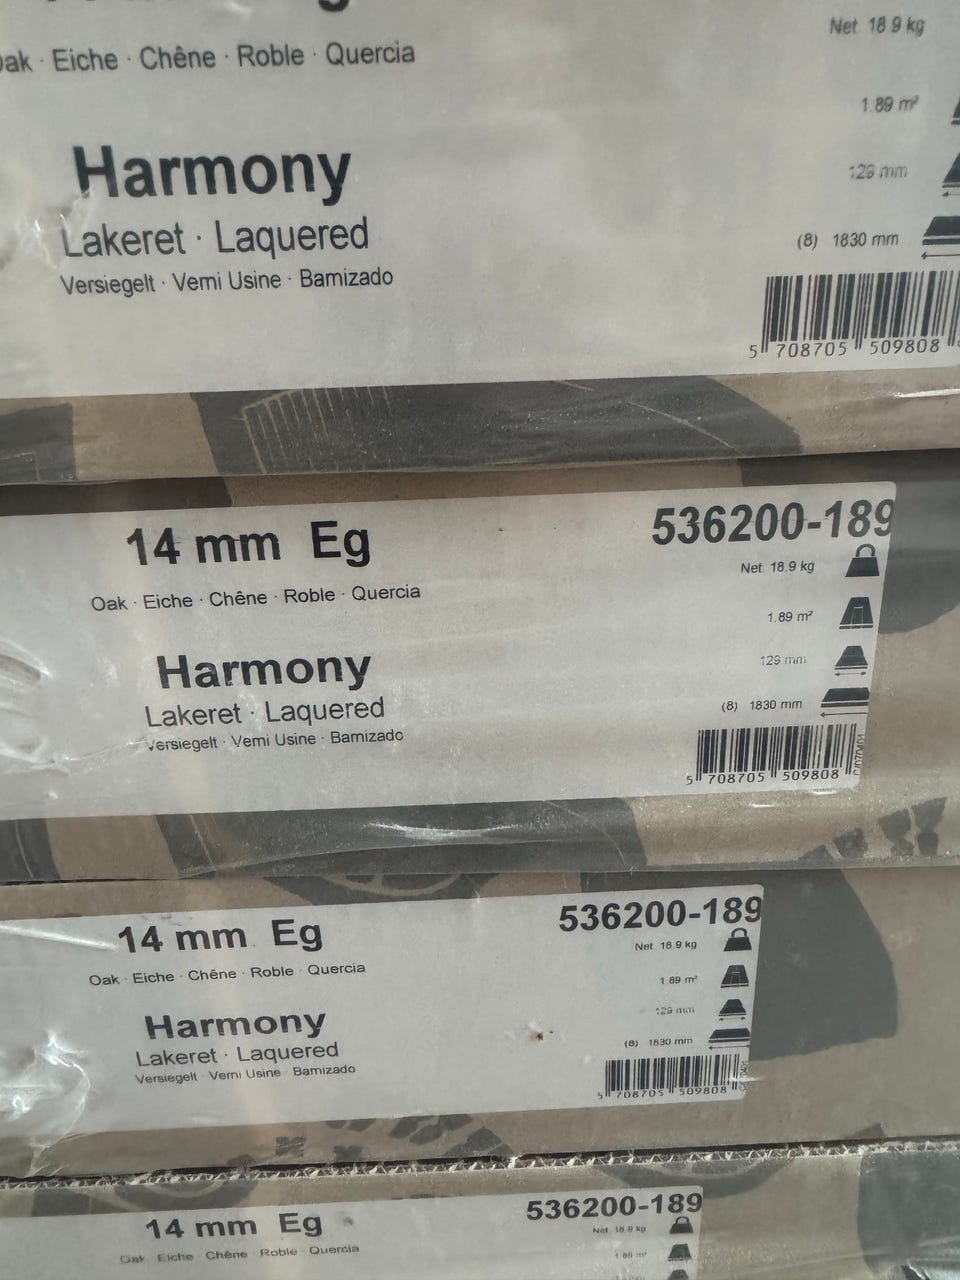 Eiche · Chêne · Roble · Quercia
Harmony
Lakeret · Laquered
Versiegelt · Verni Usine · Barnizado
Net 18.9 kg
1.89 m²
129 mm
(8) 1830 mm
5 708705 509808
14 mm Eg
Oak · Eiche · Chêne · Roble · Quercia
Harmony
Lakeret · Laquered
Versiegelt · Verni Usine · Barnizado
536200-189
Net 18.9 kg
1.89 m²
129 mm
(8) 1830 mm
5 708705 509808
14 mm Eg
Oak · Eiche · Chêne · Roble · Quercia
Harmony
Lakeret · Laquered
Versiegelt · Verni Usine · Barnizado
536200-189
Net 18.9 kg
1.89 m²
129 mm
(8) 1830 mm
5 708705 509808
14 mm Eg
Oak Eiche Chêne Roble Quercia
536200-189
Net 18.9 kg
1.89 m²